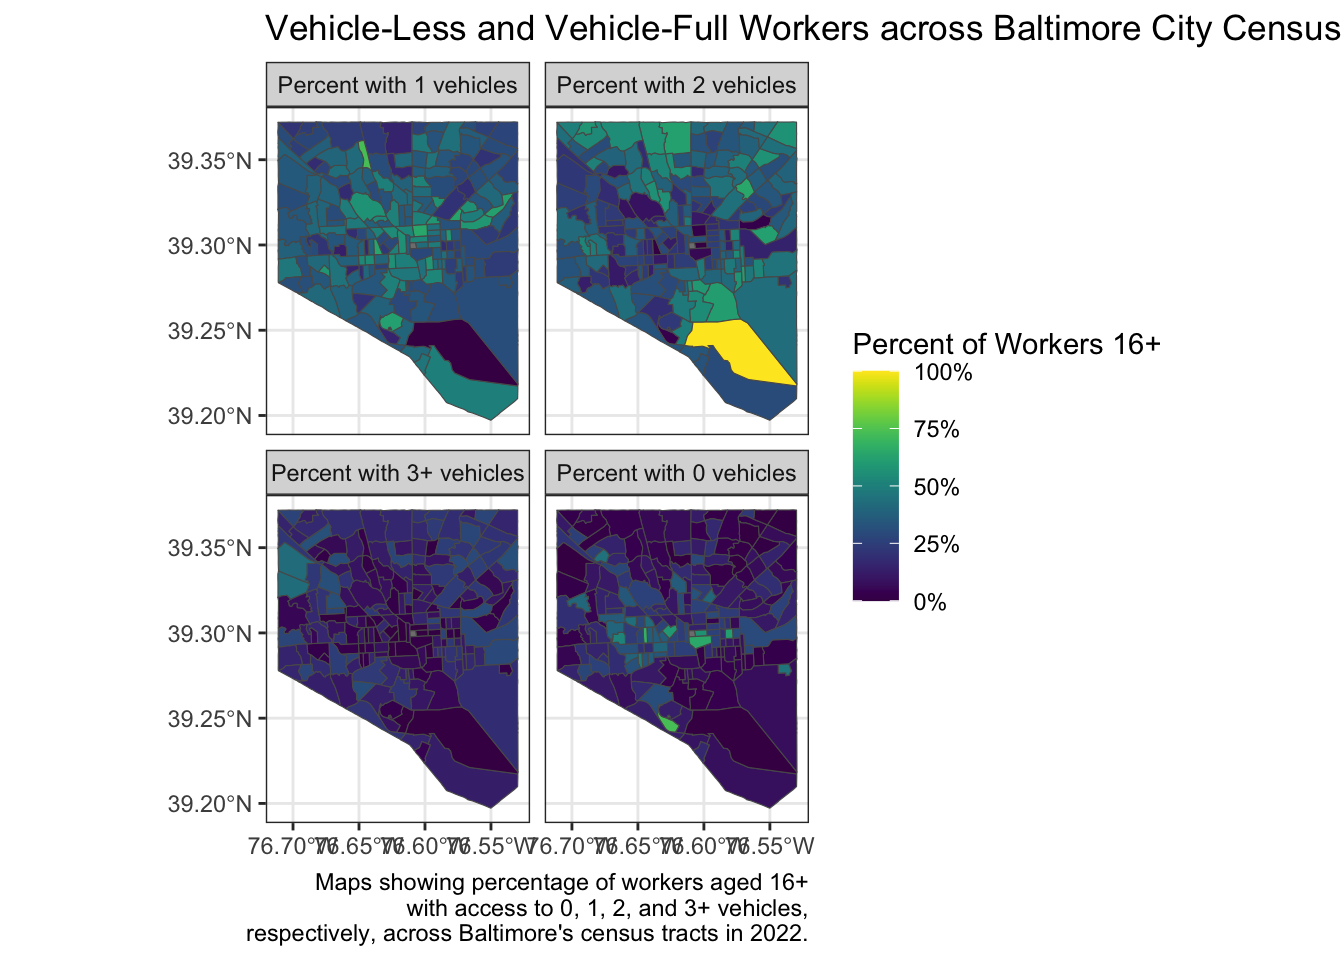 Vehicle-Less and Vehicle-Full Workers across Baltimore City Census
Percent with 1 vehicles
Percent with 2 vehicles
39.35°N
39.30°N
39.25°N
39.20°N
Percent with 3+ vehicles
Percent with 0 vehicles
39.35°N
39.30°N
39.25°N
39.20°N
76.70°W 76.65°W 76.60°W 76.55°W 76.70°W 76.65°W 76.60°W 76.55°W
Percent of Workers 16+
100%
75%
50%
25%
0%
Maps showing percentage of workers aged 16+
with access to 0, 1, 2, and 3+ vehicles,
respectively, across Baltimore's census tracts in 2022.